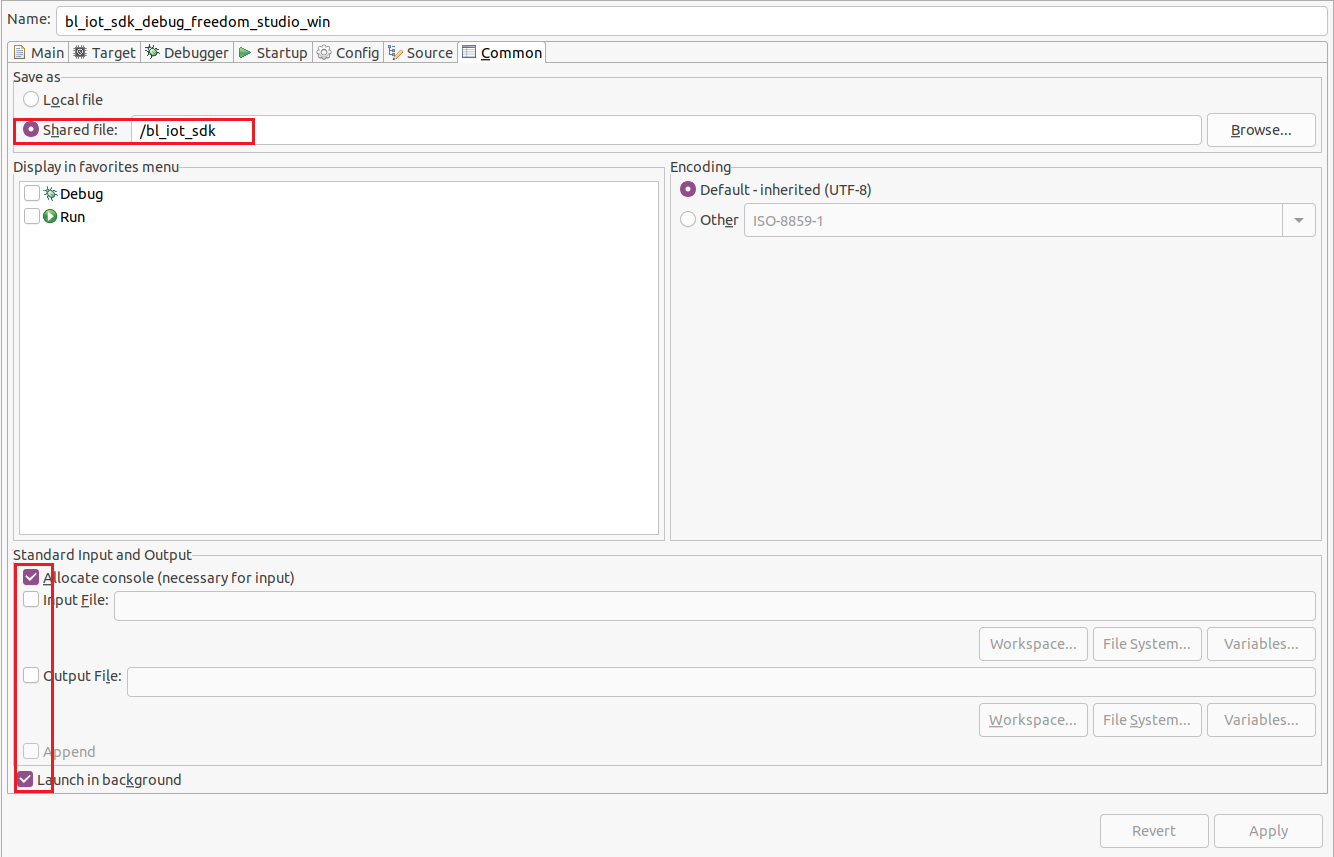 Name: bl_iot_sdk_debug_freedom_studio_win
Main Target Debugger Startup Config Source Common
Save as
Local file
Shared file: /bl_iot_sdk Browse...
Display in favorites menu Encoding
Debug Default - inherited (UTF-8)
Run Other ISO-8859-1
Standard Input and Output
Allocate console (necessary for input)
Input File:
Workspace... File System... Variables...
Output File:
Workspace... File System... Variables...
Append
Launch in background
Revert Apply